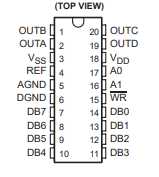 (TOP VIEW)
OUTB 1 20 OUTC
OUTA 2 19 OUTD
VSS 3 18 VDD
REF 4 17 A0
AGND 5 16 A1
DGND 6 15 WR
DB7 7 14 DB0
DB6 8 13 DB1
DB5 9 12 DB2
DB4 10 11 DB3